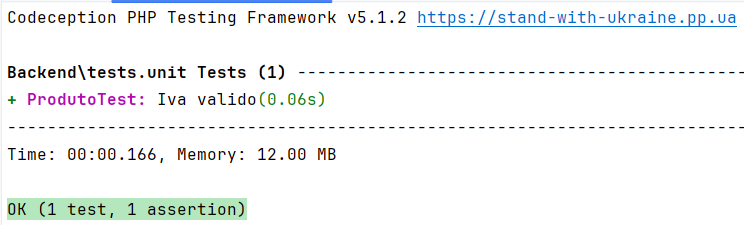 Codeception PHP Testing Framework v5.1.2 https://stand-with-ukraine.pp.ua
Backend\tests.unit Tests (1) ---------------------------------------------
+ ProdutoTest: Iva valido(0.06s)
--------------------------------------------------------------------------
Time: 00:00.166, Memory: 12.00 MB
OK (1 test, 1 assertion)